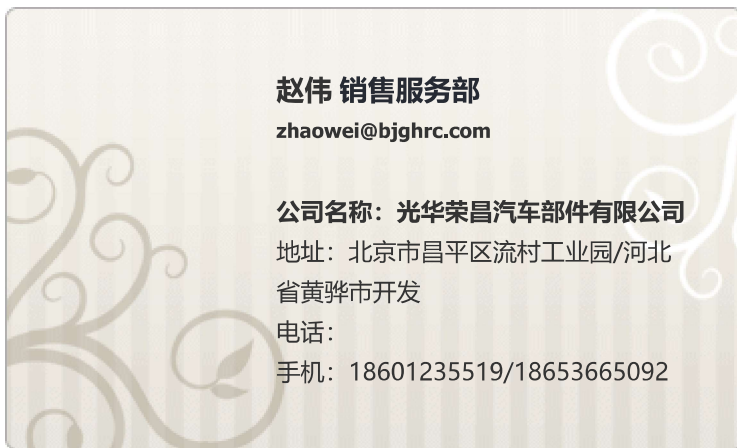 赵伟 销售服务部
zhaowei@bjghrc.com
公司名称：光华荣昌汽车部件有限公司
地址：北京市昌平区流村工业园/河北
省黄骅市开发
电话：
手机：18601235519/18653665092